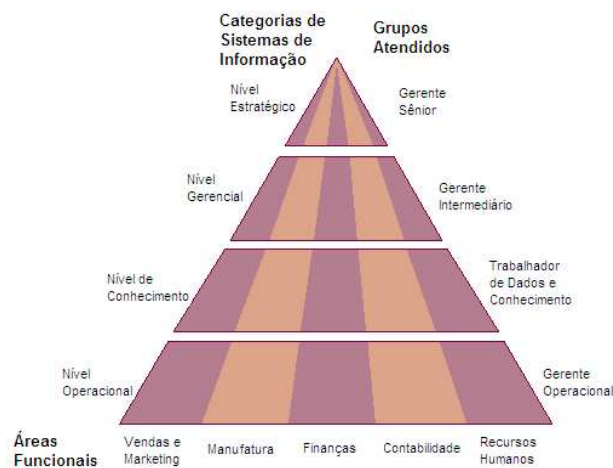 Categorias de
Sistemas de
Informação
Grupos
Atendidos
Nível
Estratégico
Gerente
Sênior
Nível
Gerencial
Gerente
Intermediário
Nível de
Conhecimento
Trabalhador
de Dados e
Conhecimento
Nível
Operacional
Gerente
Operacional
Áreas
Funcionais
Vendas e
Marketing
Manufatura
Finanças
Contabilidade
Recursos
Humanos